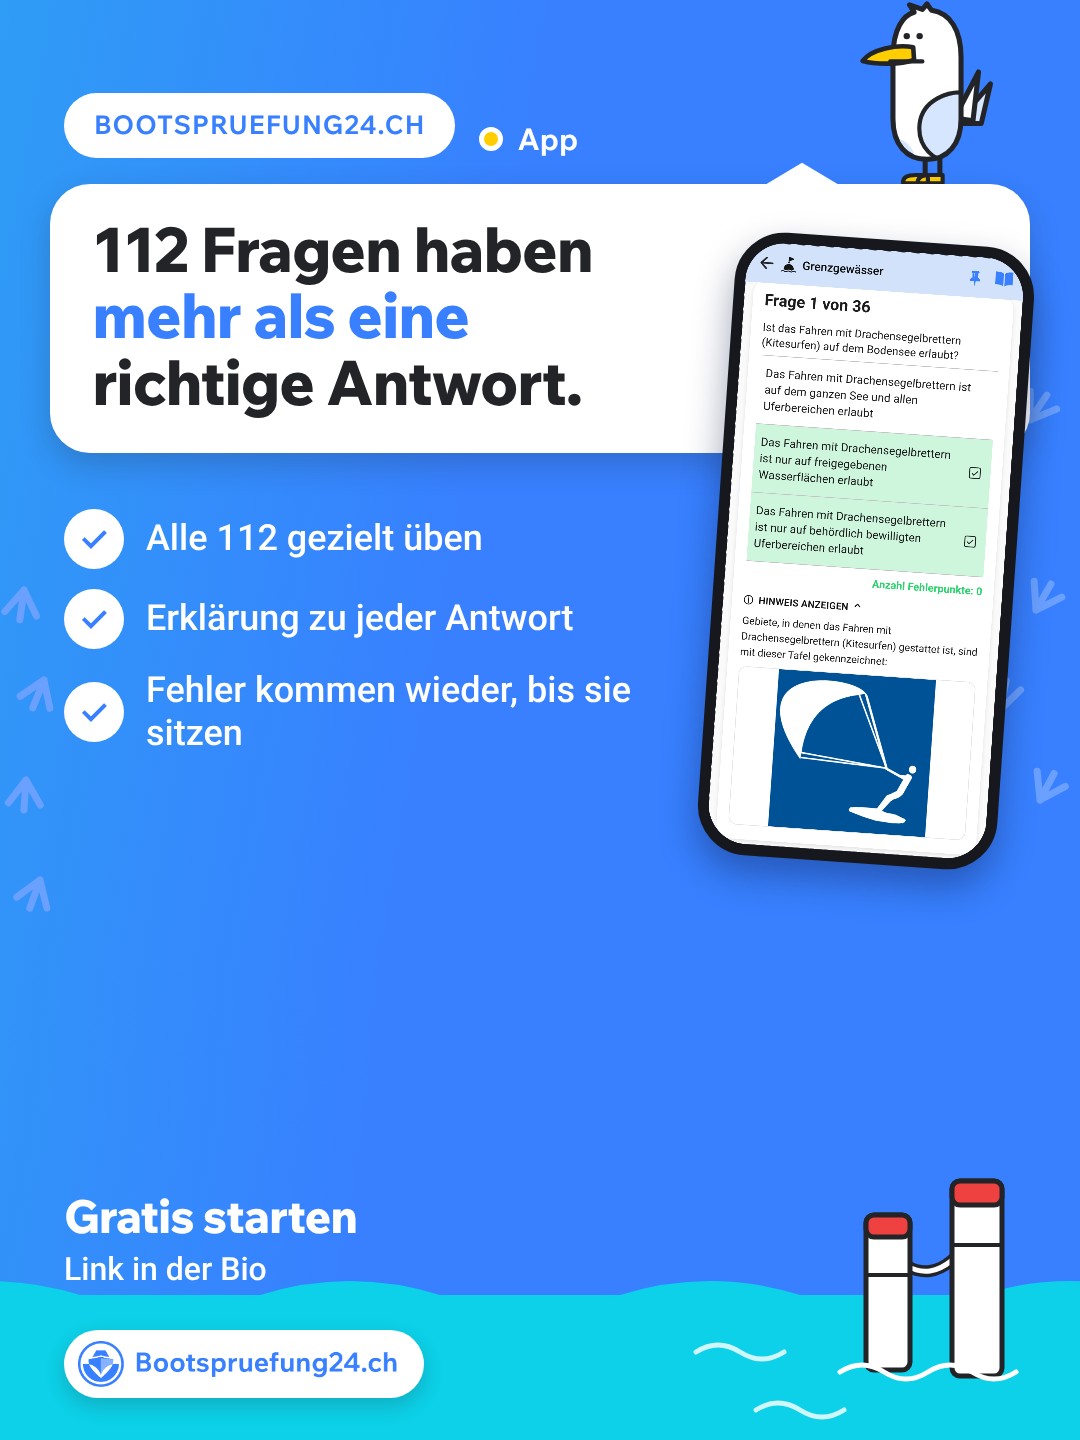 BOOTSPRUEFUNG24.CH
App
112 Fragen haben
mehr als eine
richtige Antwort.
Grenzgewässer
Frage 1 von 36
Ist das Fahren mit Drachensegelbrettern
(Kitesurfen) auf dem Bodensee erlaubt?
Das Fahren mit Drachensegelbrettern ist
auf dem ganzen See und allen
Uferbereichen erlaubt
Das Fahren mit Drachensegelbrettern
ist nur auf freigegebenen
Wasserflächen erlaubt
Das Fahren mit Drachensegelbrettern
ist nur auf behördlich bewilligten
Uferbereichen erlaubt
Anzahl Fehlerpunkte: 0
HINWEIS ANZEIGEN
Gebiete, in denen das Fahren mit
Drachensegelbrettern (Kitesurfen) gestattet ist, sind
mit dieser Tafel gekennzeichnet:
Alle 112 gezielt üben
Erklärung zu jeder Antwort
Fehler kommen wieder, bis sie
sitzen
Gratis starten
Link in der Bio
Bootspruefung24.ch